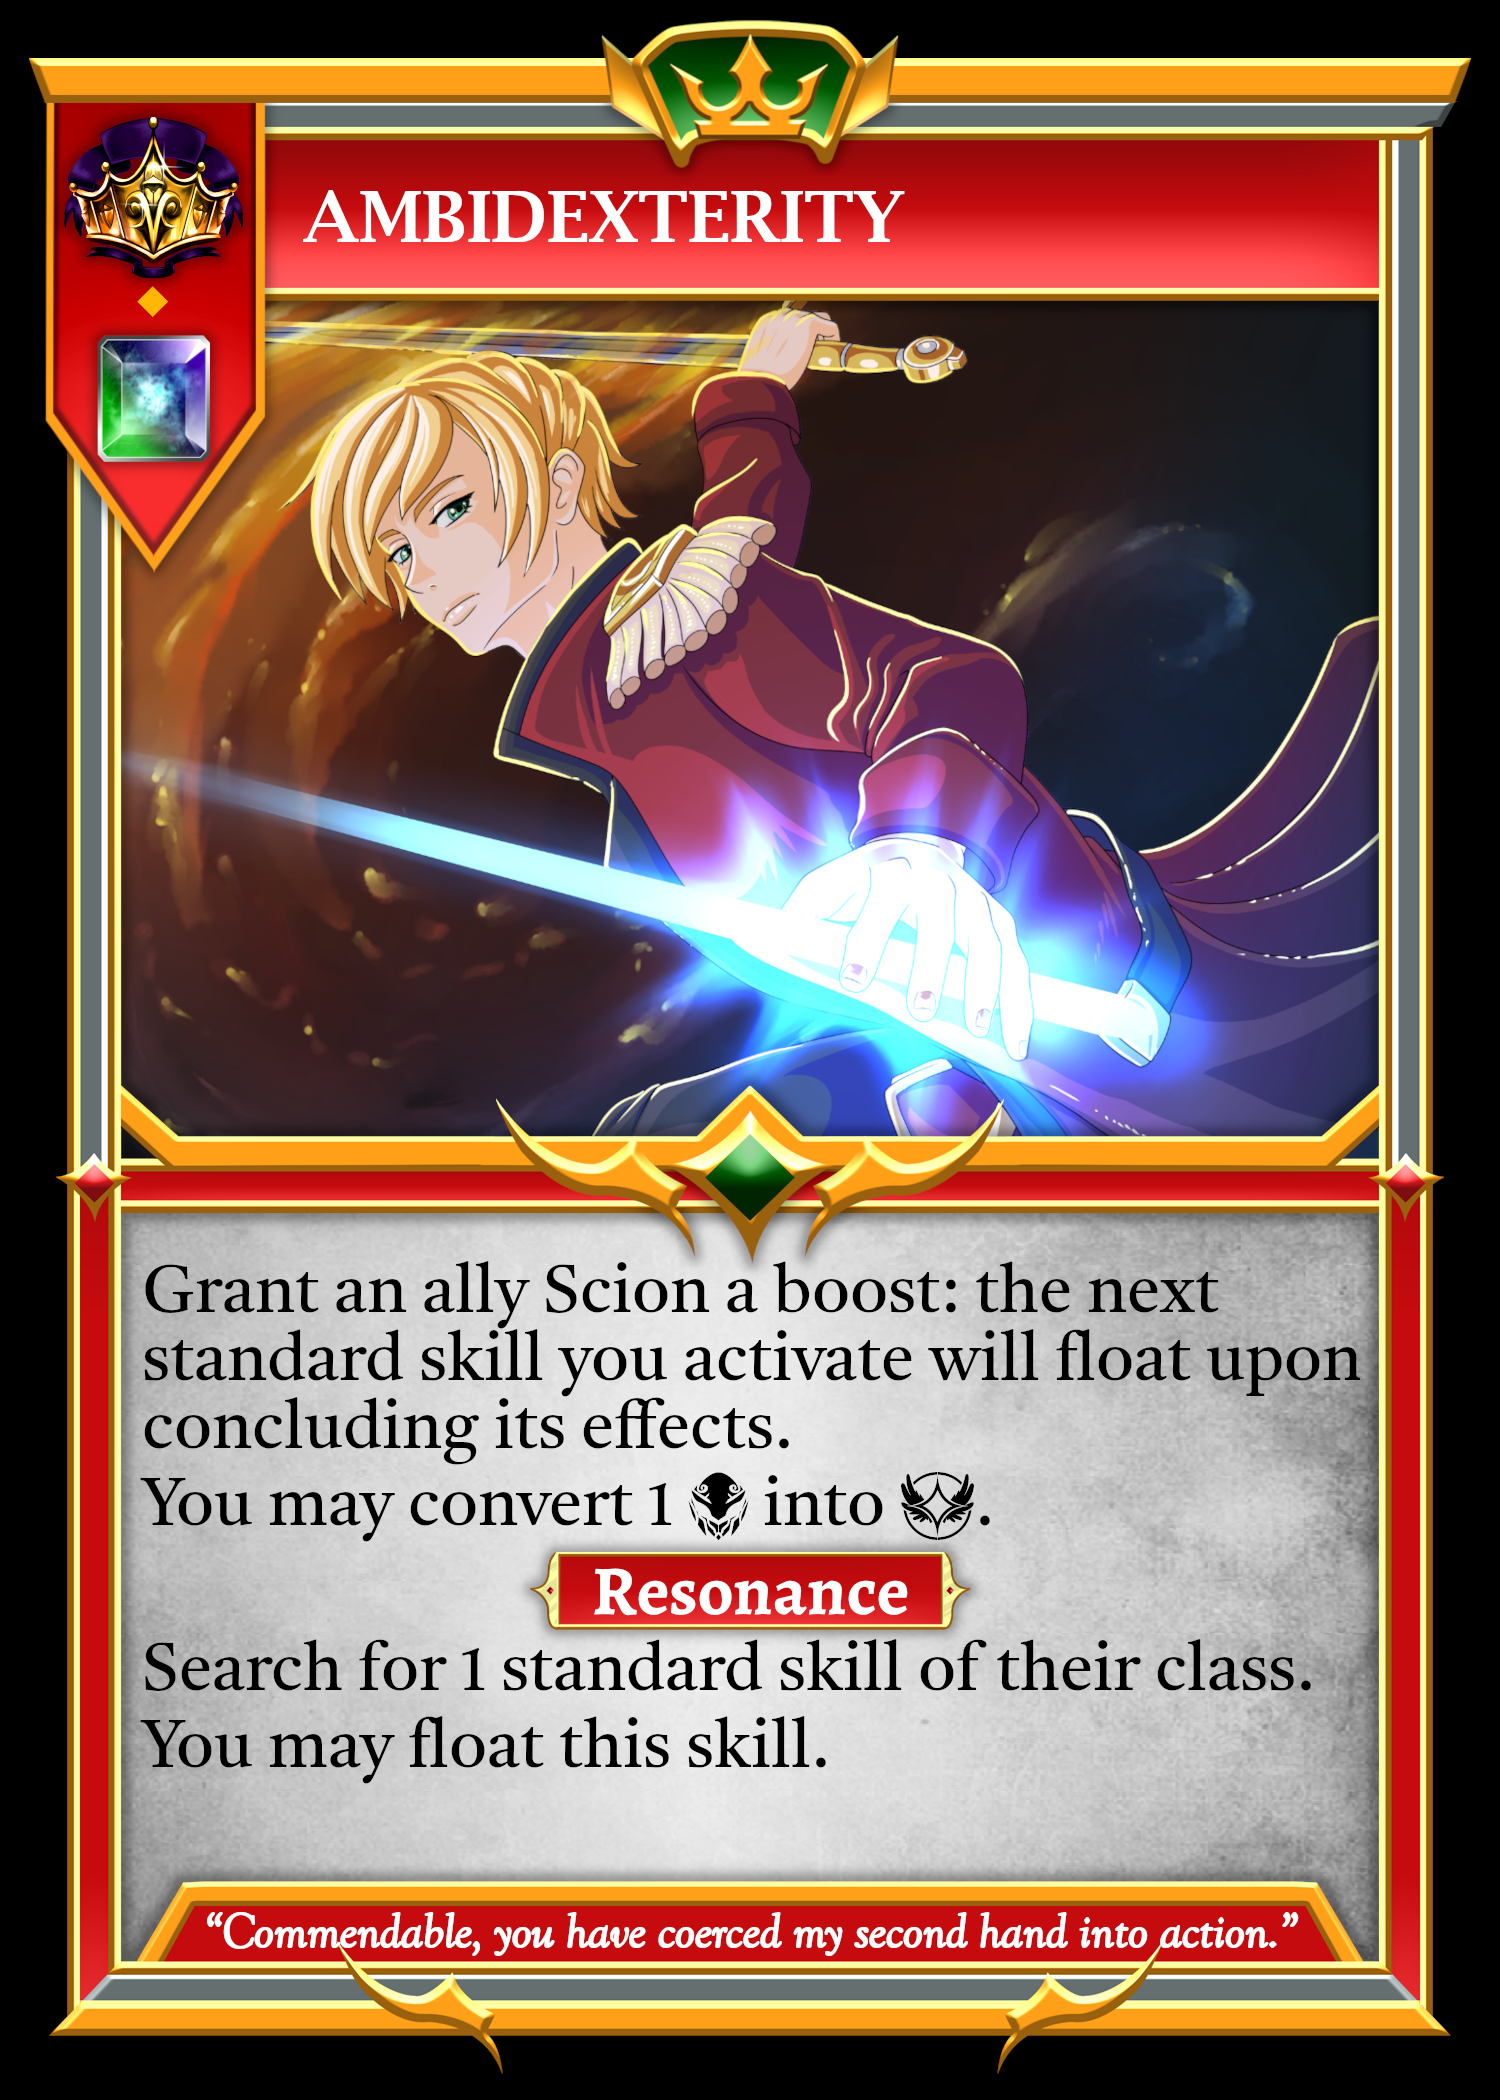 AMBIDEXTERITY
Grant an ally Scion a boost: the next
standard skill you activate will float upon
concluding its effects.
You may convert 1 into .
Resonance
Search for 1 standard skill of their class.
You may float this skill.
“Commendable, you have coerced my second hand into action.”